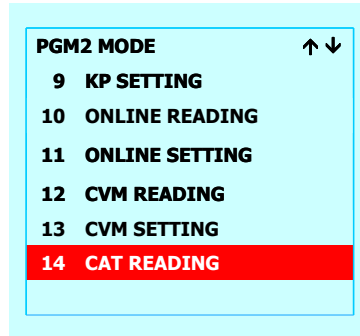 PGM2 MODE ↑↓
9 KP SETTING
10 ONLINE READING
11 ONLINE SETTING
12 CVM READING
13 CVM SETTING
14 CAT READING